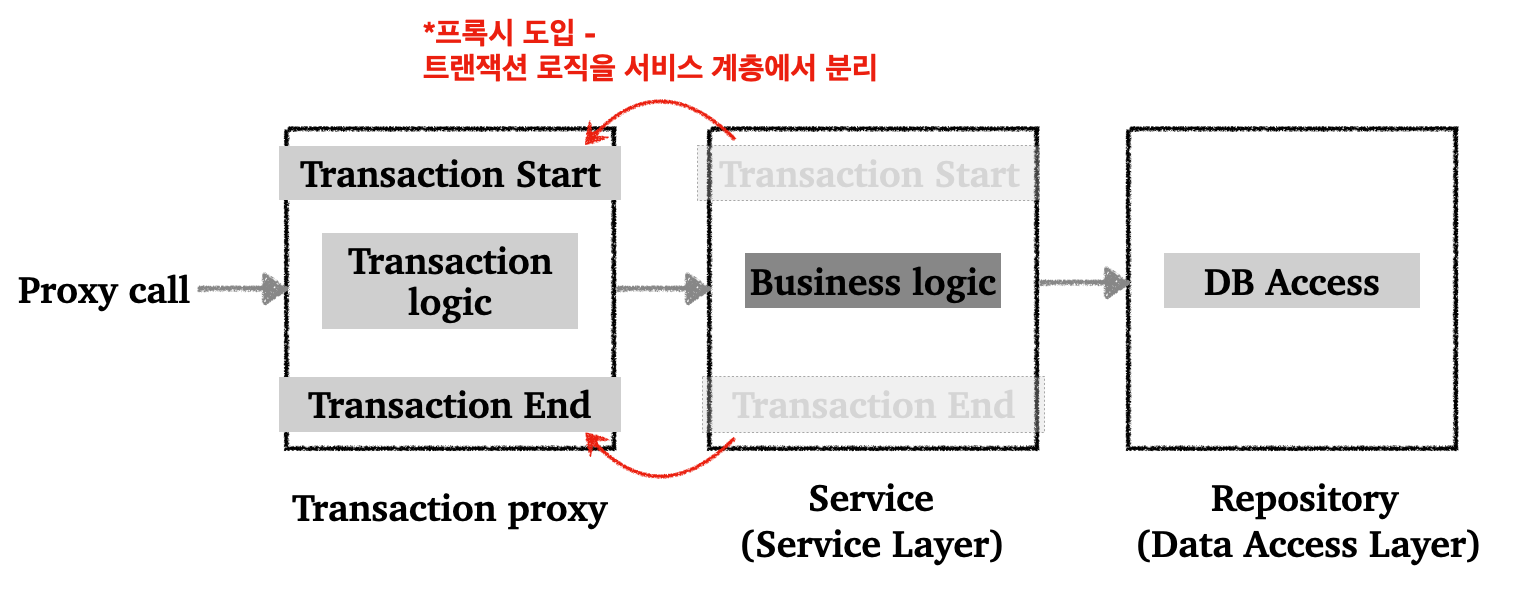 *프록시 도입 -
트랜잭션 로직을 서비스 계층에서 분리
Proxy call
Transaction Start
Transaction
logic
Transaction End
Transaction proxy
Transaction Start
Business logic
Transaction End
Service
(Service Layer)
DB Access
Repository
(Data Access Layer)